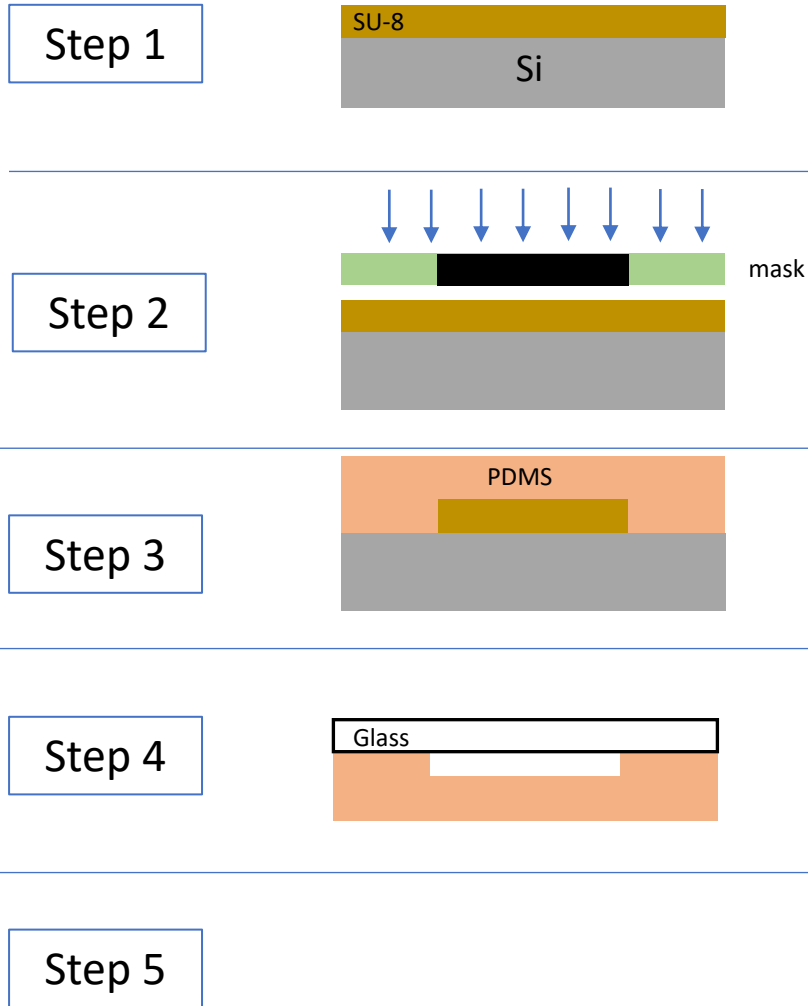 Step 1
SU-8
Si
Step 2
mask
Step 3
PDMS
Step 4
Glass
Step 5